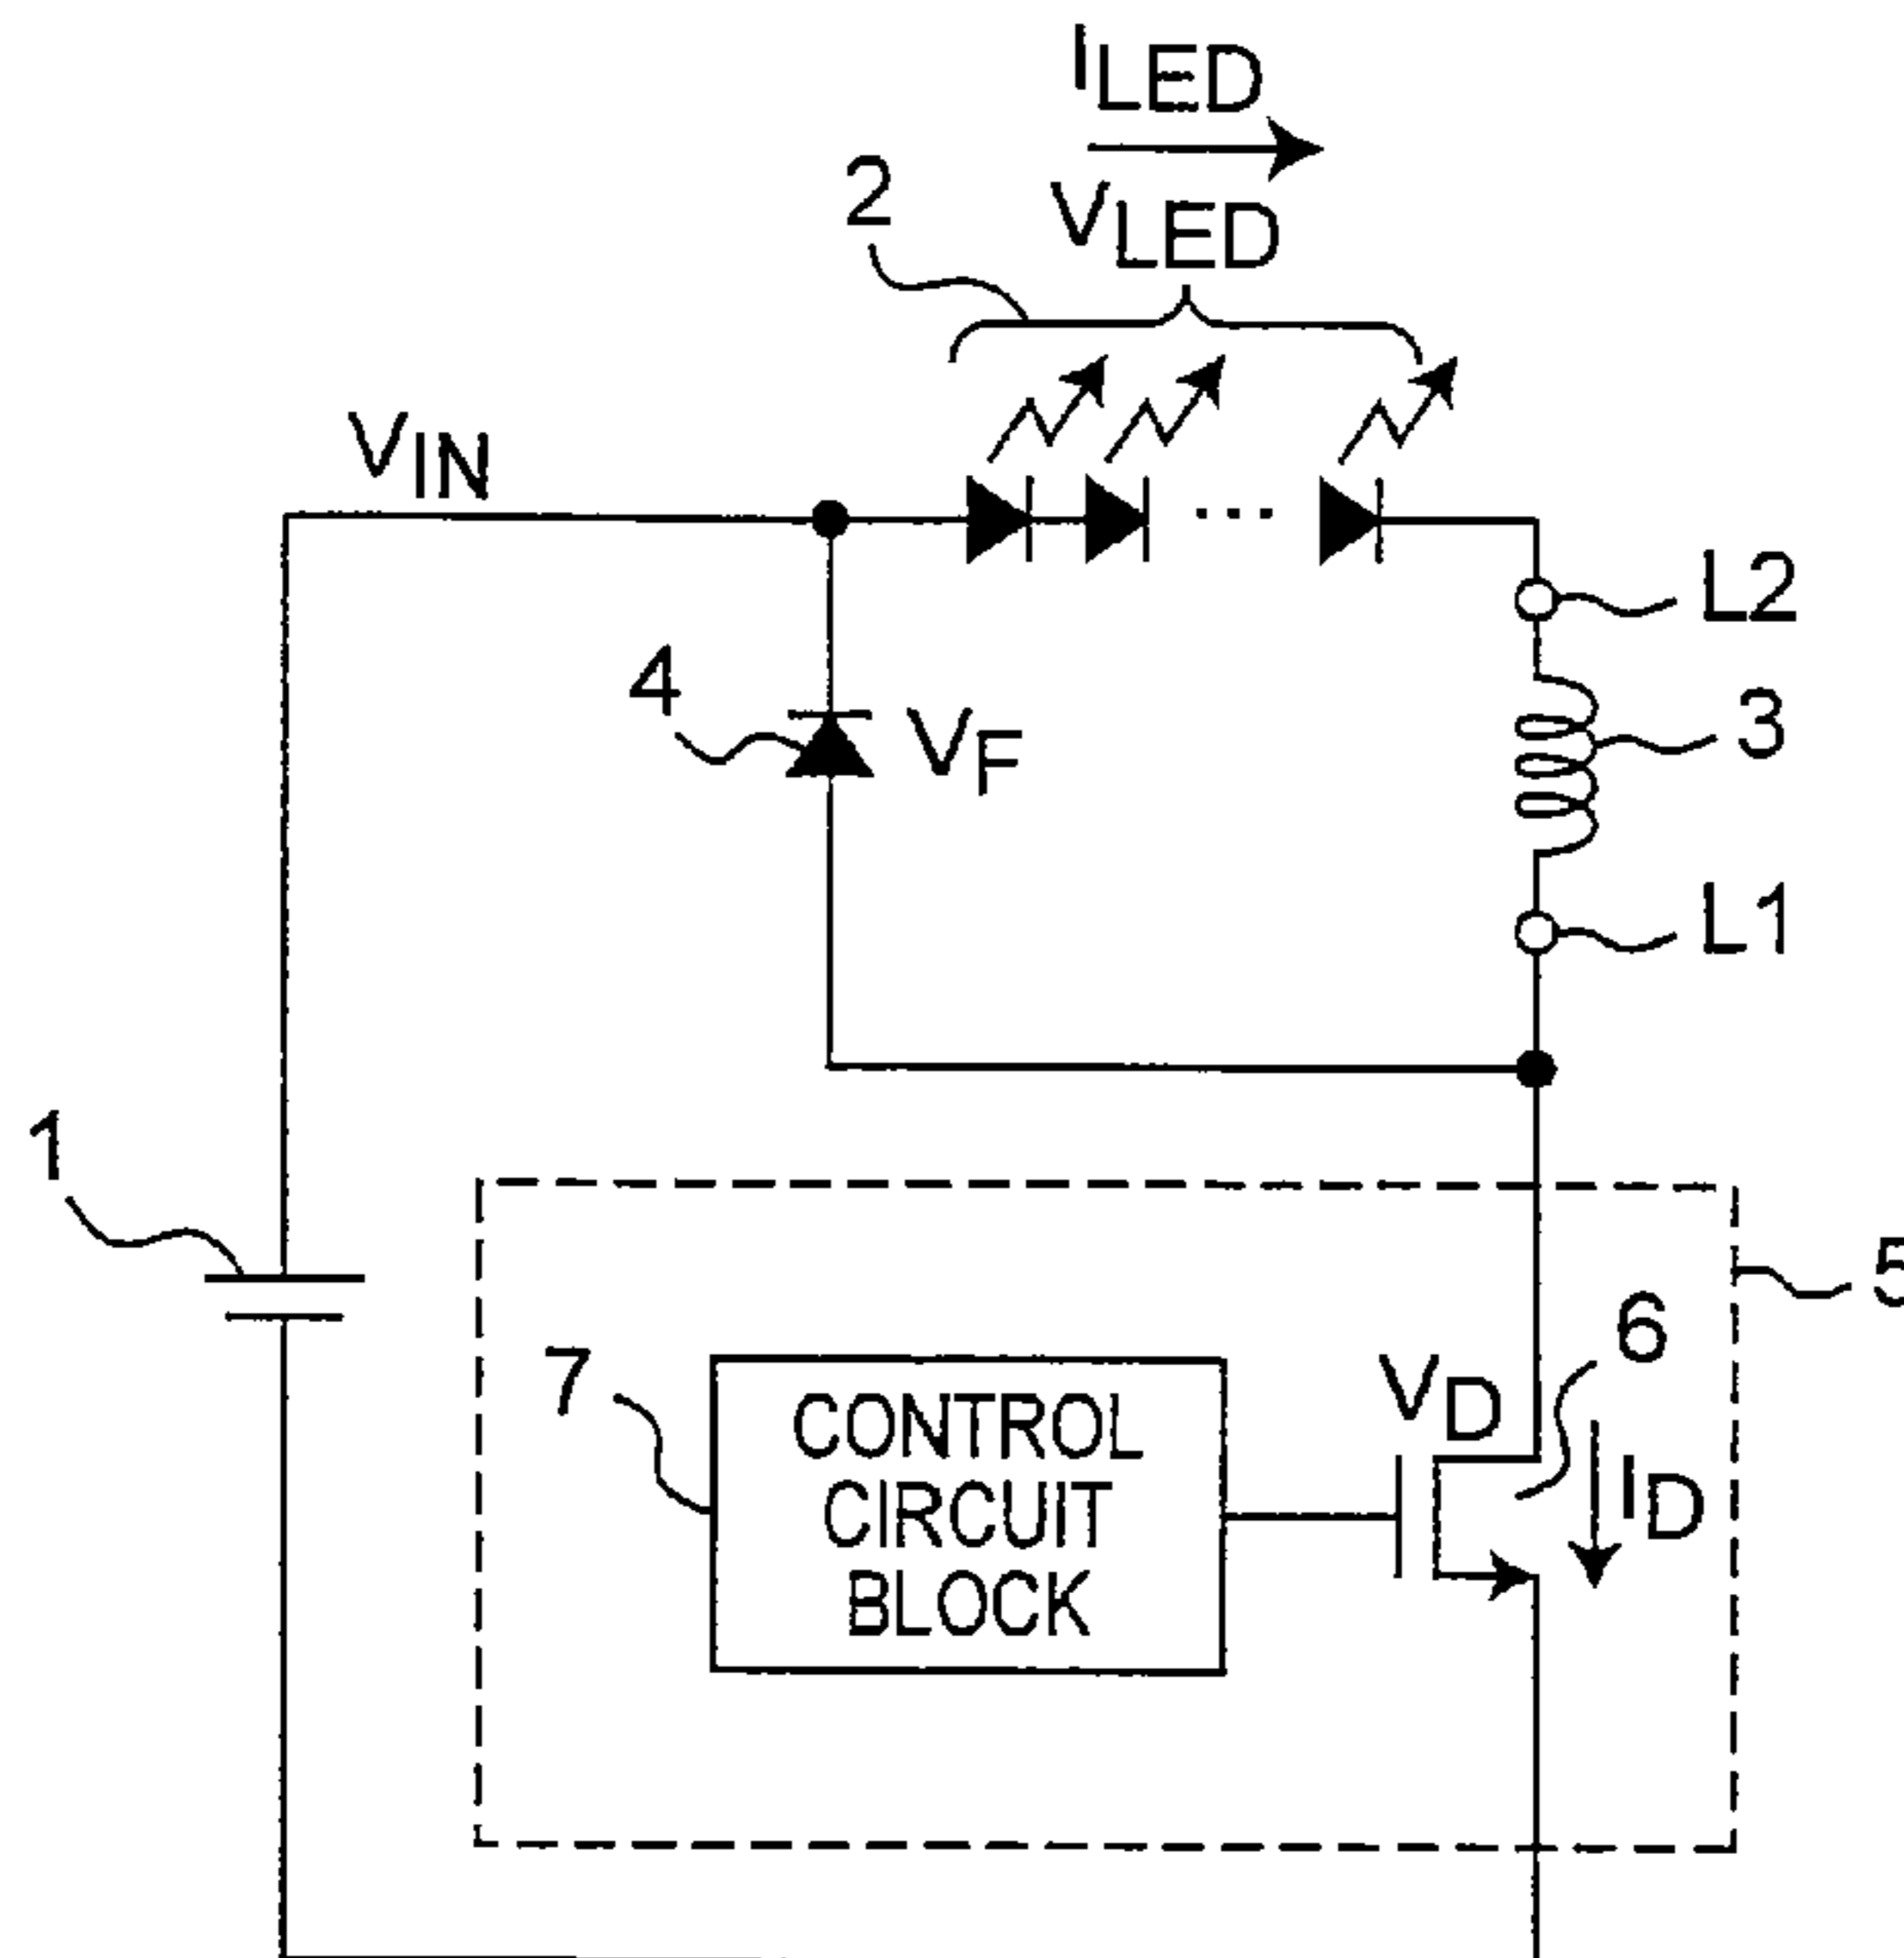 ILED
2
VLED
VIN
L2
4
VF
3
L1
1
5
6
7
CONTROL
CIRCUIT
BLOCK
VD
ID